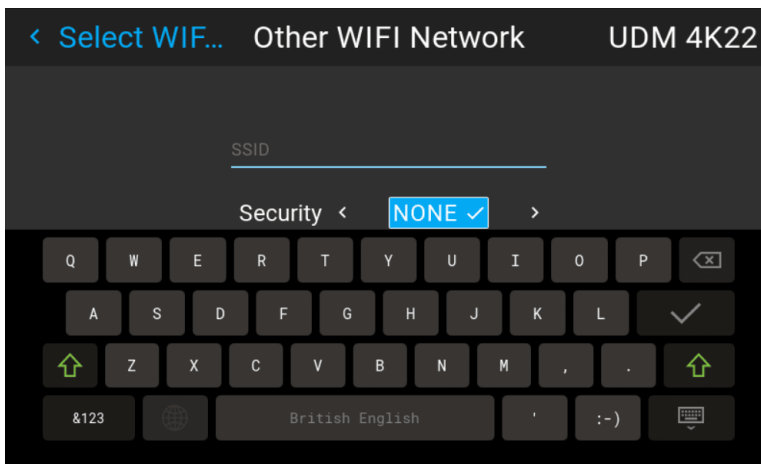 < Select WIF... Other WIFI Network UDM 4K22
SSID
Security < NONE ✓ >
Q W E R T Y U I O P
A S D F G H J K L
Z X C V B N M , .
&123 British English ' :-)